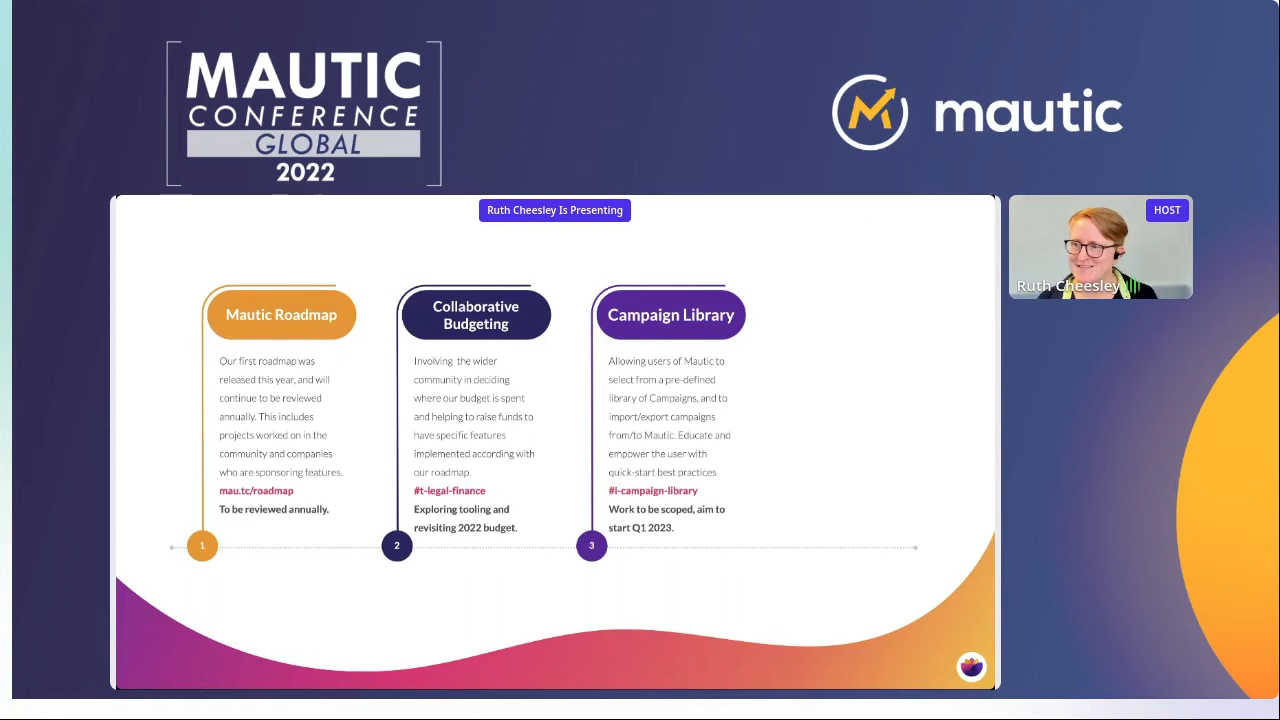 MAUTIC
CONFERENCE
GLOBAL
2022
mautic
Ruth Cheesley Is Presenting
HOST
Ruth Cheesley
Mautic Roadmap
Our first roadmap was
released this year, and will
continue to be reviewed
annually. This includes
projects worked on in the
community and companies
who are sponsoring features.
mau.tc/roadmap
To be reviewed annually.
1
Collaborative
Budgeting
Involving the wider
community in deciding
where our budget is spent
and helping to raise funds to
have specific features
implemented according with
our roadmap.
#t-legal-finance
Exploring tooling and
revisiting 2022 budget.
2
Campaign Library
Allowing users of Mautic to
select from a pre-defined
library of Campaigns, and to
import/export campaigns
from/to Mautic. Educate and
empower the user with
quick-start best practices
#i-campaign-library
Work to be scoped, aim to
start Q1 2023.
3